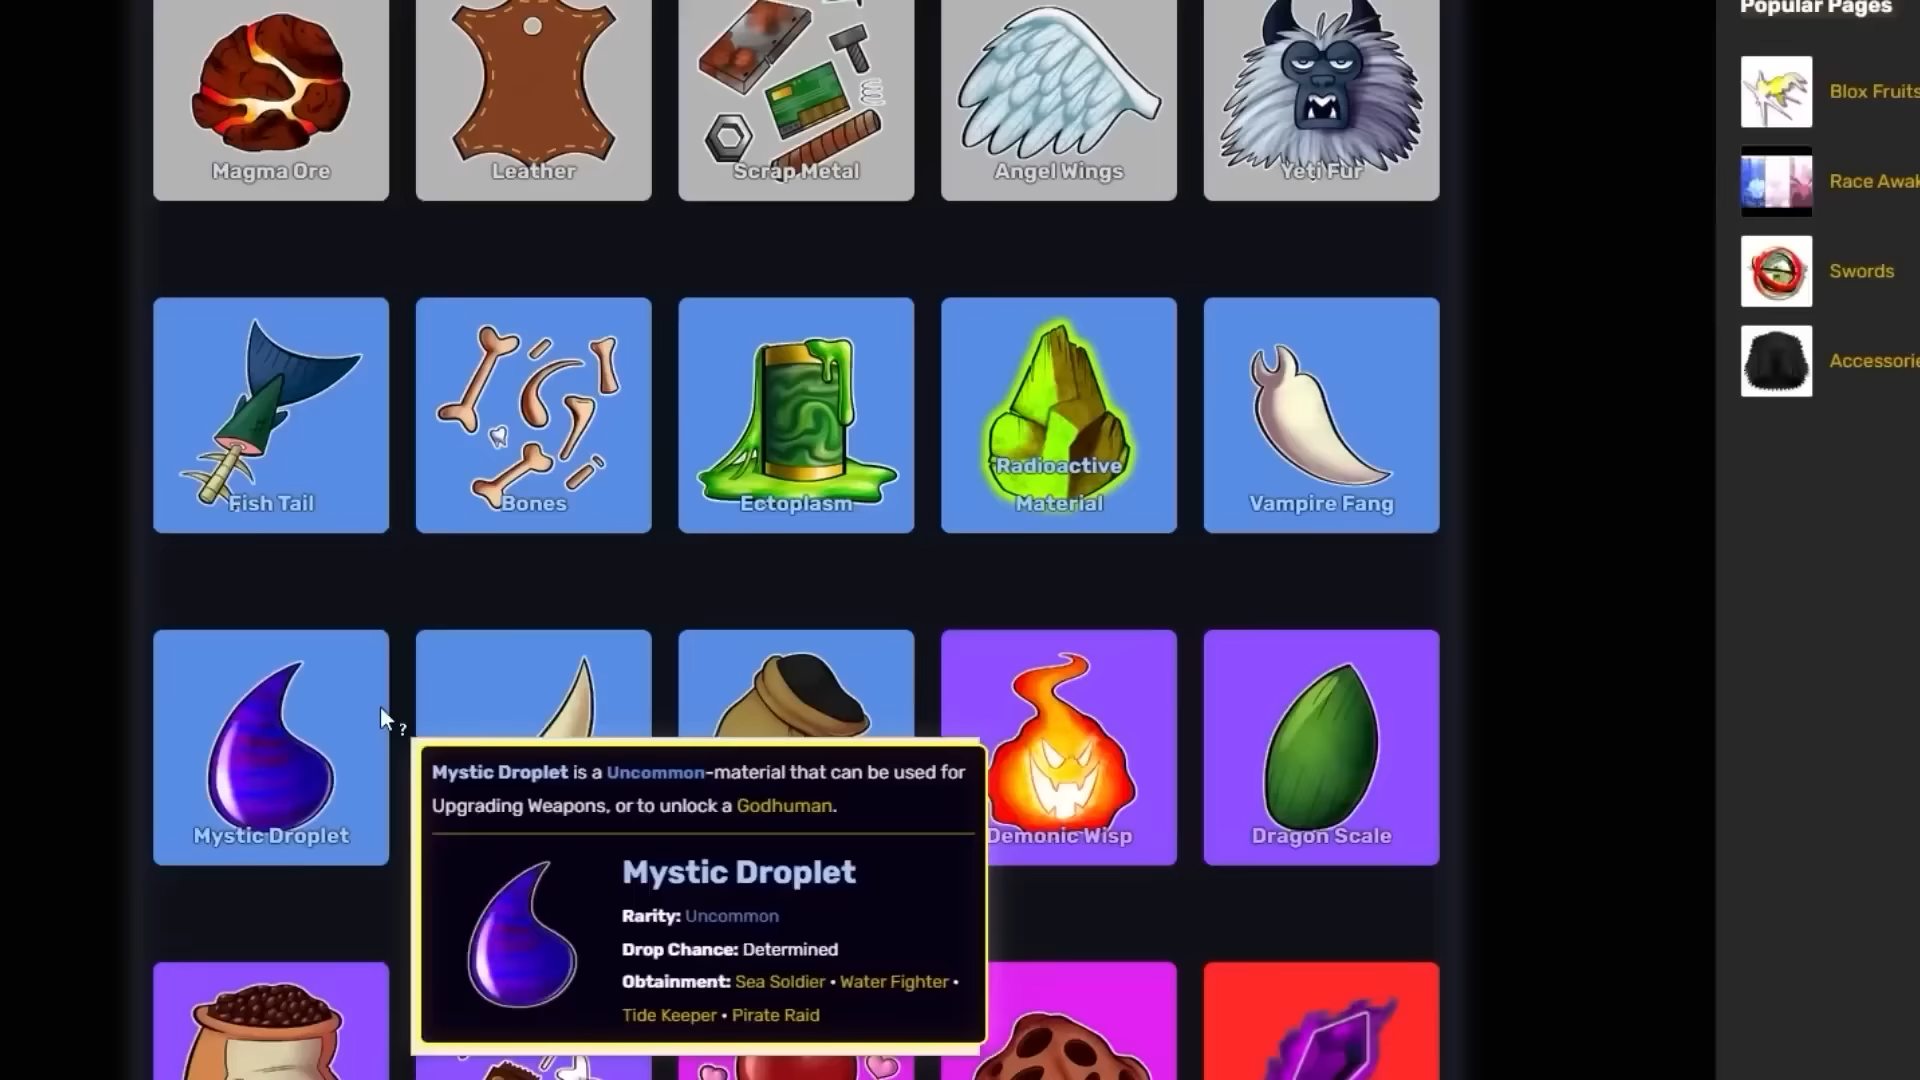 Popular Pages
Blox Fruits
Race Awak
Swords
Accessorie
Magma Ore
Leather
Scrap Metal
Angel Wings
Yeti Fur
Fish Tail
Bones
Ectoplasm
Radioactive
Material
Vampire Fang
Mystic Droplet
Demonic Wisp
Dragon Scale
?
Mystic Droplet is a Uncommon-material that can be used for
Upgrading Weapons, or to unlock a Godhuman.
Mystic Droplet
Rarity: Uncommon
Drop Chance: Determined
Obtainment: Sea Soldier • Water Fighter •
Tide Keeper • Pirate Raid